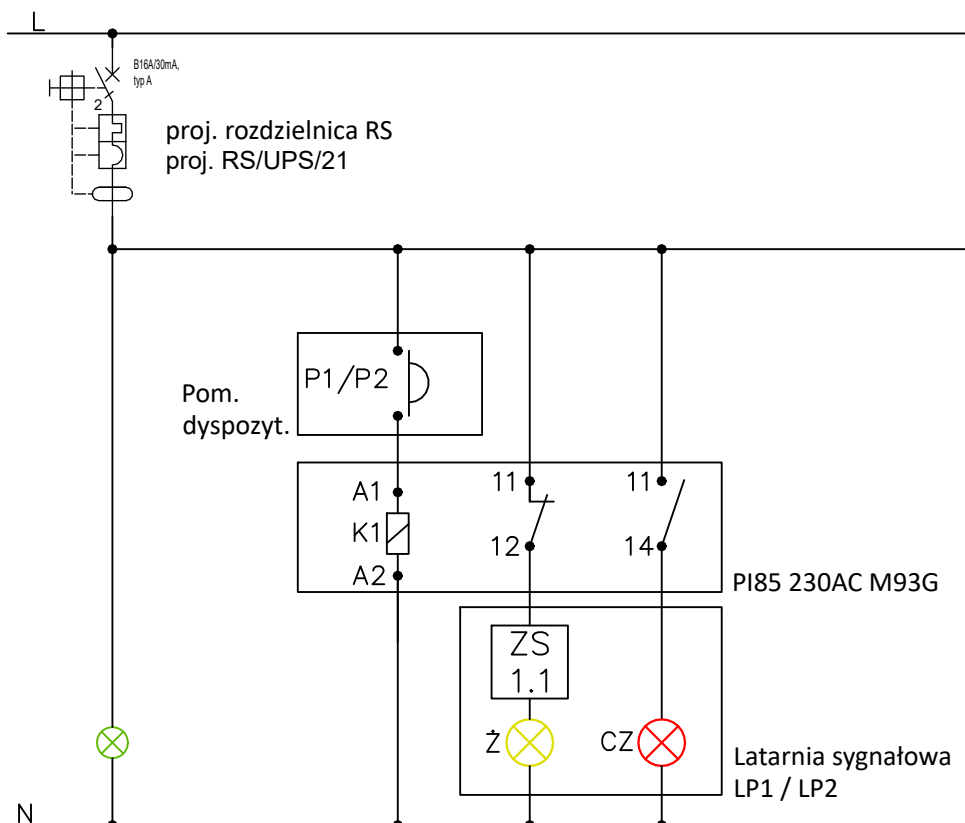 L
B16A/30mA,
typ A
2
proj. rozdzielnica RS
proj. RS/UPS/21
P1/P2
Pom.
dyspozyt.
A1
11
11
K1
12
14
A2
PI85 230AC M93G
ZS
1.1
Ż
CZ
Latarnia sygnałowa
LP1 / LP2
N